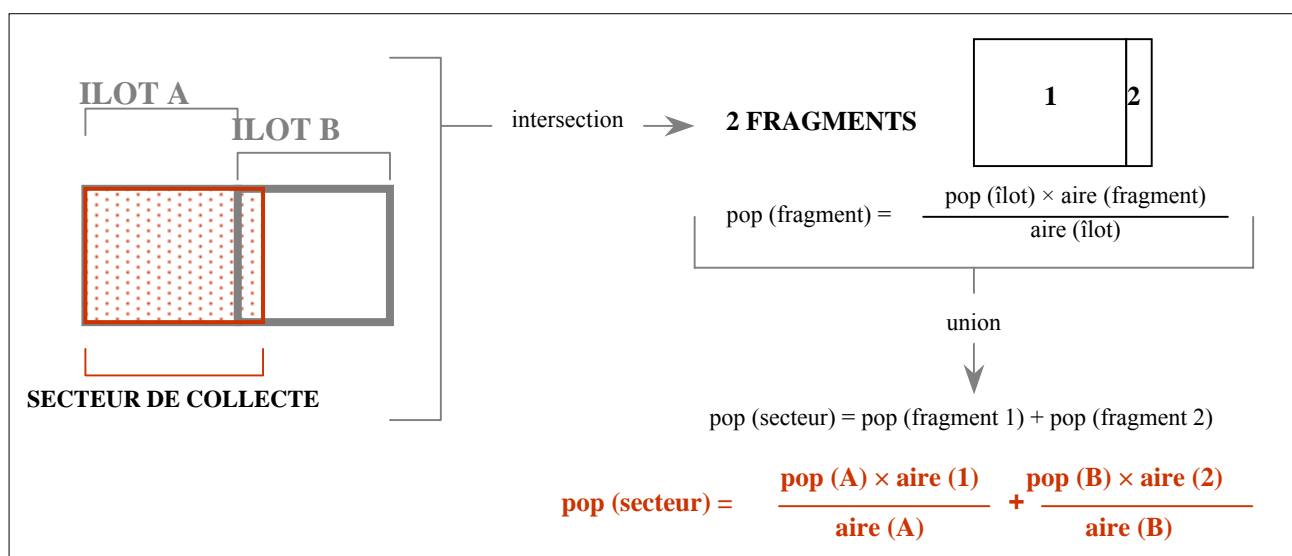 ILOT A
ILOT B
SECTEUR DE COLLECTE
intersection
2 FRAGMENTS
1 2
pop (fragment) = pop (îlot) × aire (fragment)
aire (îlot)
union
pop (secteur) = pop (fragment 1) + pop (fragment 2)
pop (secteur) = pop (A) × aire (1) + pop (B) × aire (2)
aire (A) aire (B)